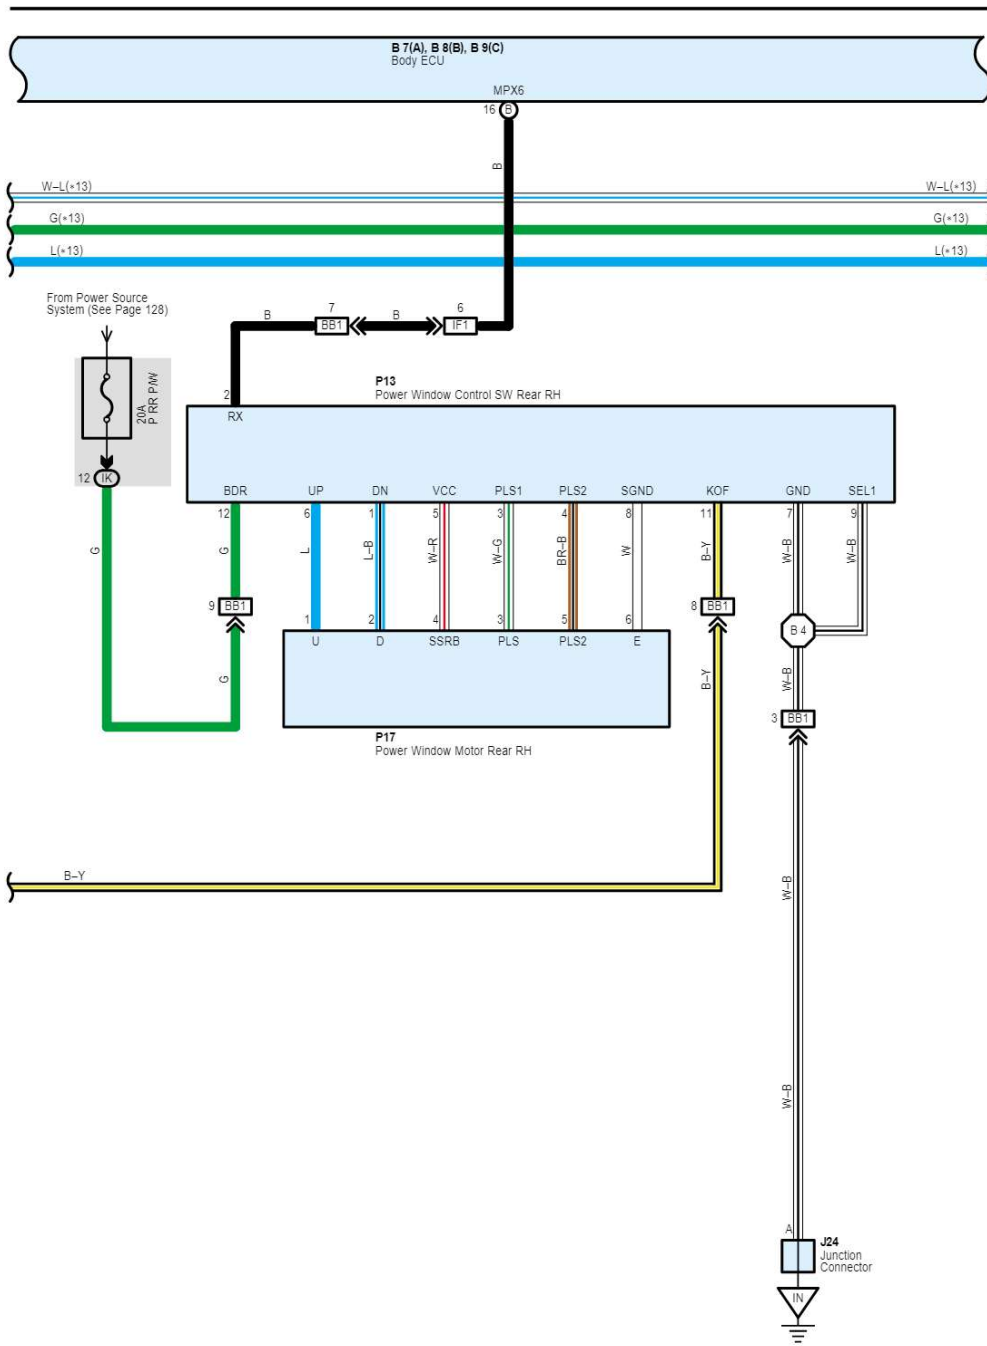 B 7(A), B 8(B), B 9(C)
Body ECU
MPX6
16 B
B
W–L(∗13) W–L(∗13)
G(∗13) G(∗13)
L(∗13) L(∗13)
From Power Source
System (See Page 128)
7 6
B BB1 B IF1
20A
P RR P/W
12 IK
P13
Power Window Control SW Rear RH
2
RX
BDR UP DN VCC PLS1 PLS2 SGND KOF GND SEL1
12 6 1 5 3 4 8 11 7 9
G G L L–B W–R W–G BR–B W B–Y W–B W–B
9 BB1 8 BB1
1 2 4 3 5 6
U D SSRB PLS PLS2 E
B 4
G B–Y W–B
3 BB1
P17
Power Window Motor Rear RH
B–Y
W–B
W–B
A
J24
Junction
Connector
IN